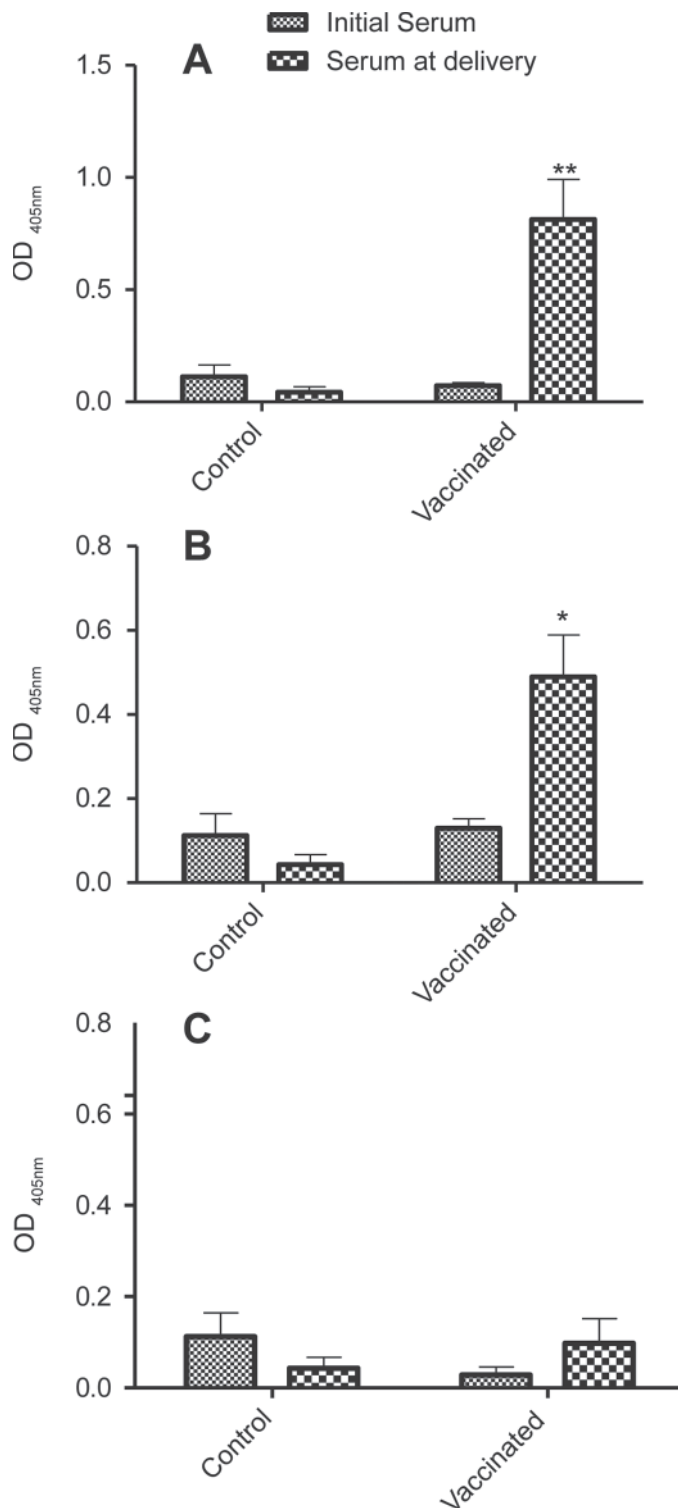 Initial Serum
Serum at delivery
A
1.5
1.0
0.5
0.0
OD 405nm
**
Control
Vaccinated
B
0.8
0.6
0.4
0.2
0.0
OD 405nm
*
Control
Vaccinated
C
0.8
0.6
0.4
0.2
0.0
OD 405nm
Control
Vaccinated